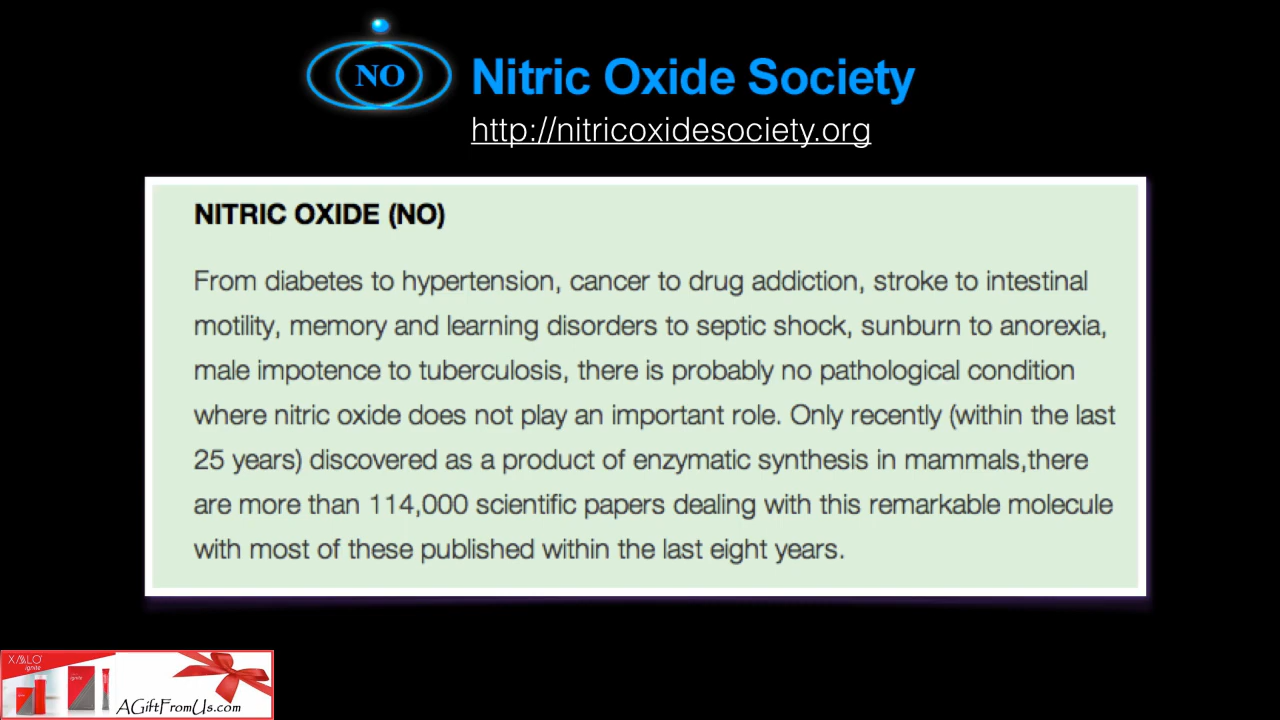 NO
Nitric Oxide Society
http://nitricoxidesociety.org
NITRIC OXIDE (NO)
From diabetes to hypertension, cancer to drug addiction, stroke to intestinal
motility, memory and learning disorders to septic shock, sunburn to anorexia,
male impotence to tuberculosis, there is probably no pathological condition
where nitric oxide does not play an important role. Only recently (within the last
25 years) discovered as a product of enzymatic synthesis in mammals,there
are more than 114,000 scientific papers dealing with this remarkable molecule
with most of these published within the last eight years.
ignite
AGiftFromUs.com